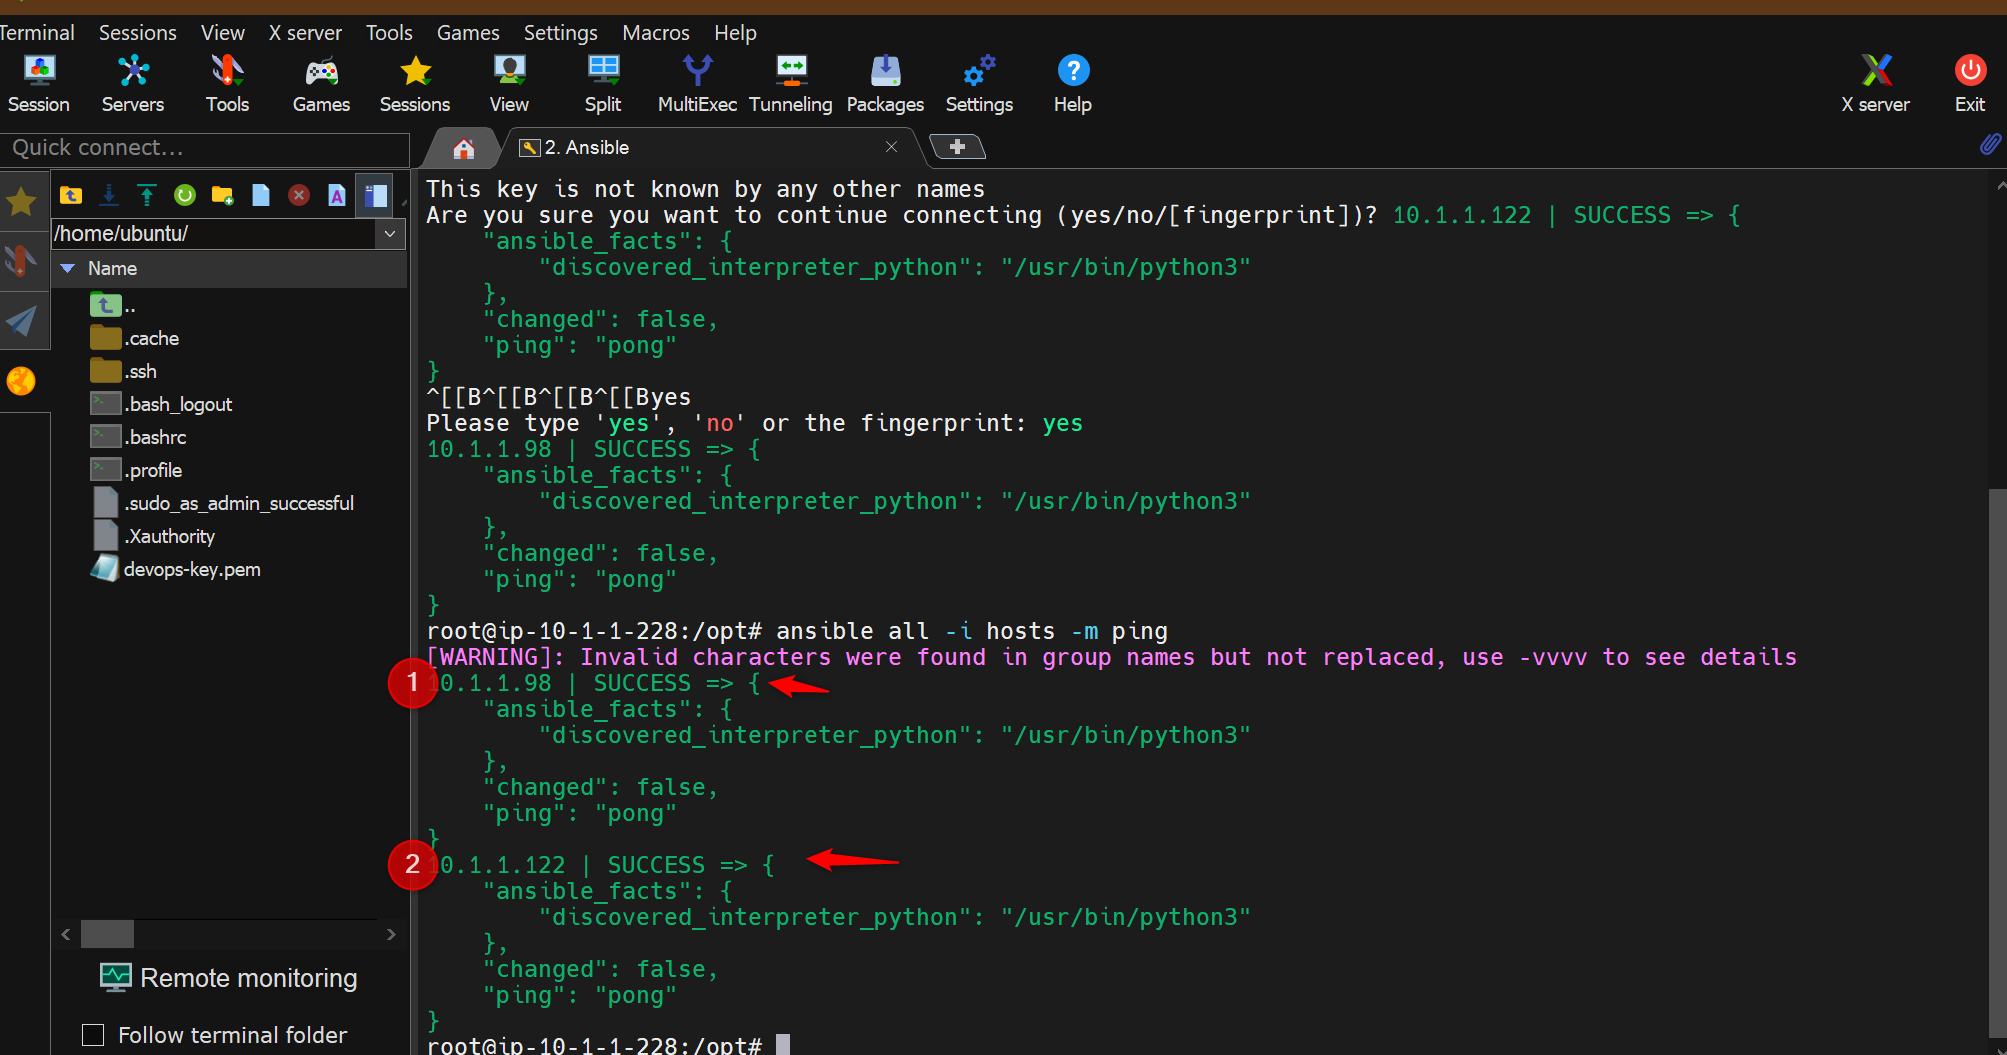 Terminal Sessions View X server Tools Games Settings Macros Help
Session Servers Tools Games Sessions View Split MultiExec Tunneling Packages Settings Help X server Exit
Quick connect...
2. Ansible
/home/ubuntu/
Name
..
.cache
.ssh
.bash_logout
.bashrc
.profile
.sudo_as_admin_successful
.Xauthority
devops-key.pem
Remote monitoring
Follow terminal folder
This key is not known by any other names
Are you sure you want to continue connecting (yes/no/[fingerprint])? 10.1.1.122 | SUCCESS => {
    "ansible_facts": {
        "discovered_interpreter_python": "/usr/bin/python3"
    },
    "changed": false,
    "ping": "pong"
}
^[[B^[[B^[[B^[[Byes
Please type 'yes', 'no' or the fingerprint: yes
10.1.1.98 | SUCCESS => {
    "ansible_facts": {
        "discovered_interpreter_python": "/usr/bin/python3"
    },
    "changed": false,
    "ping": "pong"
}
root@ip-10-1-1-228:/opt# ansible all -i hosts -m ping
[WARNING]: Invalid characters were found in group names but not replaced, use -vvvv to see details
1
10.1.1.98 | SUCCESS => {
    "ansible_facts": {
        "discovered_interpreter_python": "/usr/bin/python3"
    },
    "changed": false,
    "ping": "pong"
}
2
10.1.1.122 | SUCCESS => {
    "ansible_facts": {
        "discovered_interpreter_python": "/usr/bin/python3"
    },
    "changed": false,
    "ping": "pong"
}
root@ip-10-1-1-228:/opt#